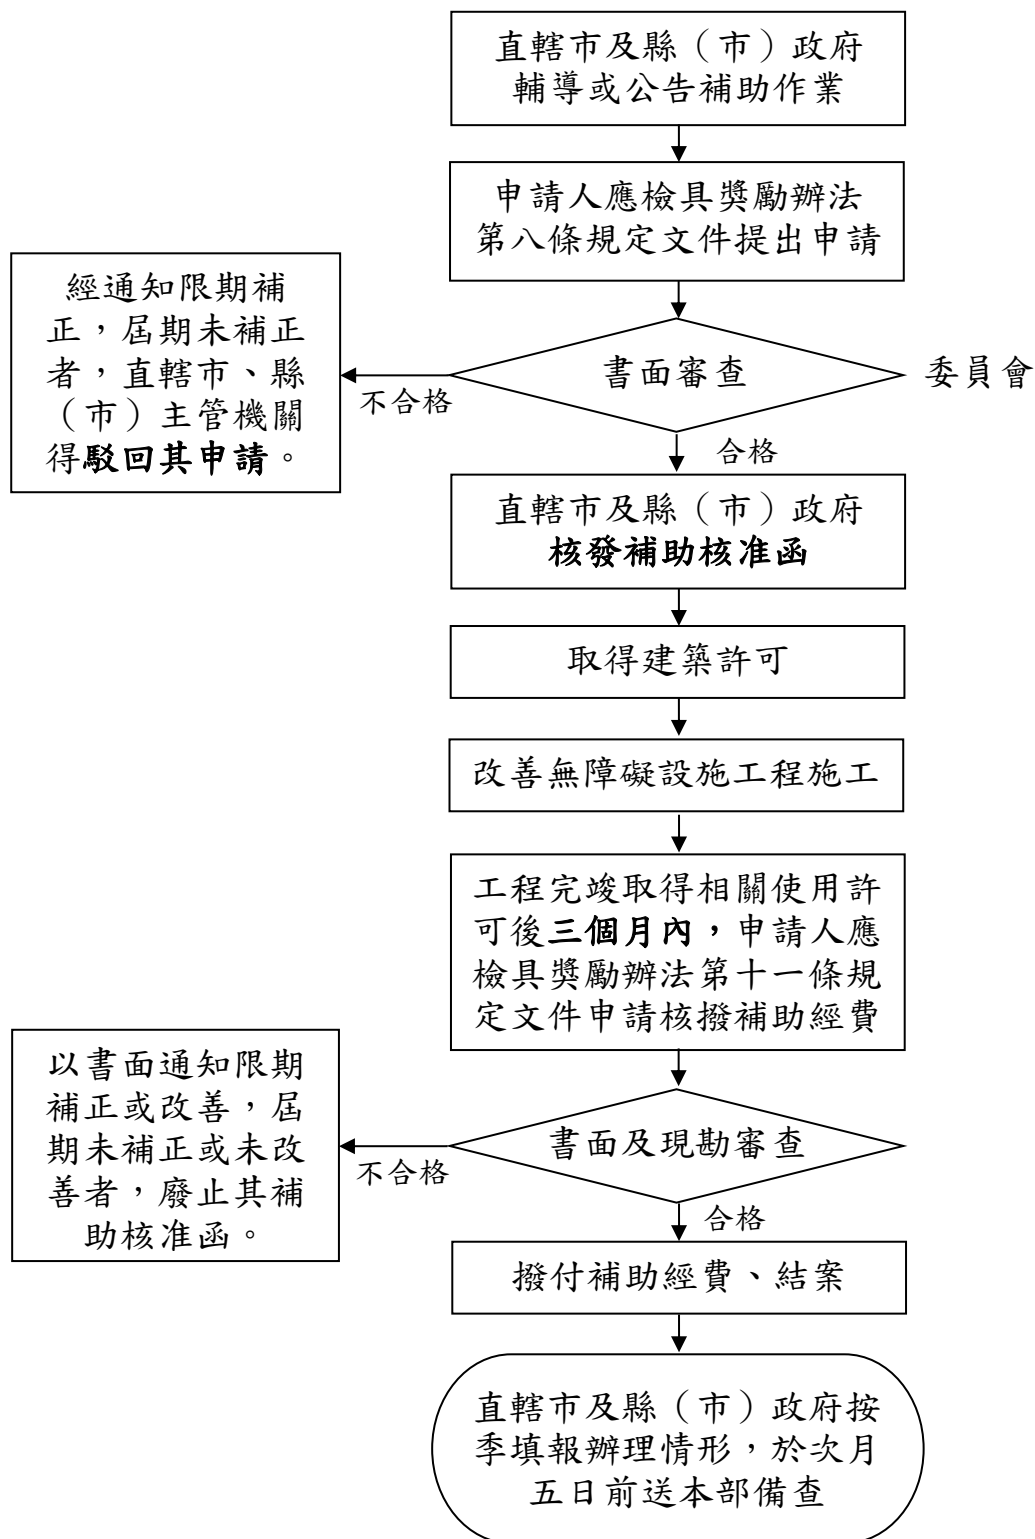 直轄市及縣（市）政府
輔導或公告補助作業
申請人應檢具獎勵辦法
第八條規定文件提出申請
經通知限期補
正，屆期未補正
者，直轄市、縣
（市）主管機關
得駁回其申請。
書面審查
委員會
不合格
合格
直轄市及縣（市）政府
核發補助核准函
取得建築許可
改善無障礙設施工程施工
工程完竣取得相關使用許
可後三個月內，申請人應
檢具獎勵辦法第十一條規
定文件申請核撥補助經費
以書面通知限期
補正或改善，屆
期未補正或未改
善者，廢止其補
助核准函。
書面及現勘審查
不合格
合格
撥付補助經費、結案
直轄市及縣（市）政府按
季填報辦理情形，於次月
五日前送本部備查